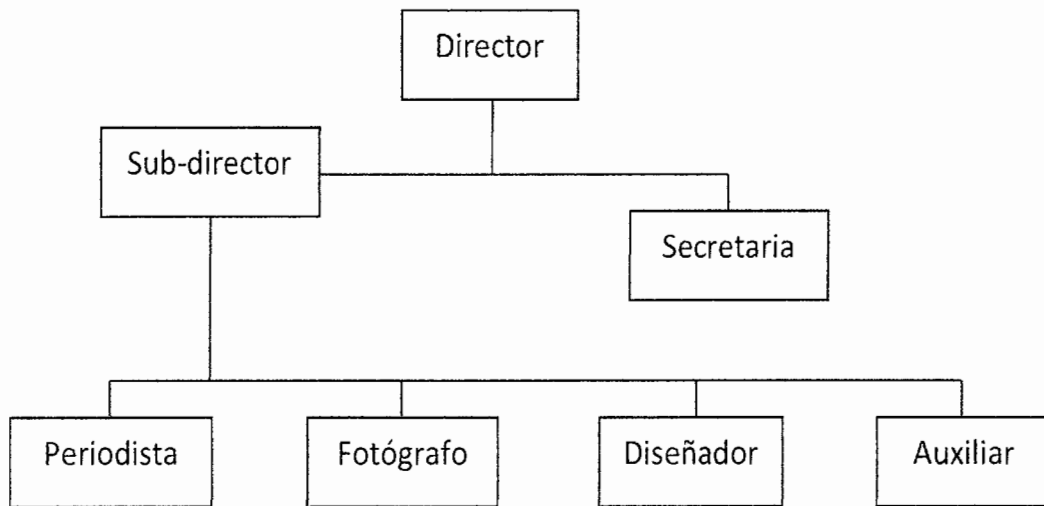 Director
Sub-director
Secretaria
Periodista
Fotógrafo
Diseñador
Auxiliar